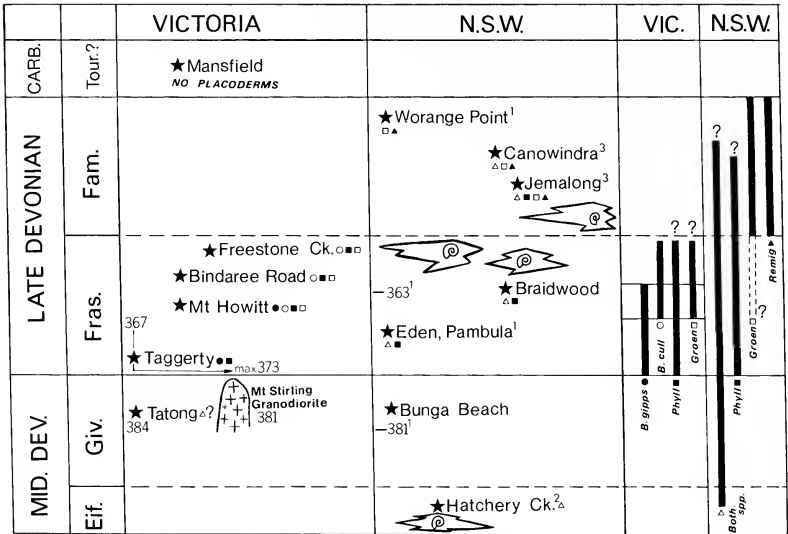 VICTORIA
N.S.W.
VIC.
N.S.W.
CARB.
Tour.?
★Mansfield
NO PLACODERMS
LATE DEVONIAN
Fam.
★Worange Point¹
□▲
★Canowindra³
△□▲
★Jemalong³
△■□▲
Fras.
★Freestone Ck.○■□
★Bindaree Road○■□
★Mt Howitt●○■□
367
★Taggerty●■
max 373
–363¹
★Braidwood
△■
★Eden, Pambula¹
△■
MID. DEV.
Giv.
★Tatong△?
384
Mt Stirling
Granodiorite
381
★Bunga Beach
–381¹
Eif.
★Hatchery Ck.²△
B. gipps ●
B. cull ○
? Phyll ■
? Groen □
? Both. spp. △
? Phyll ■
Groen □ ?
Remig ▲